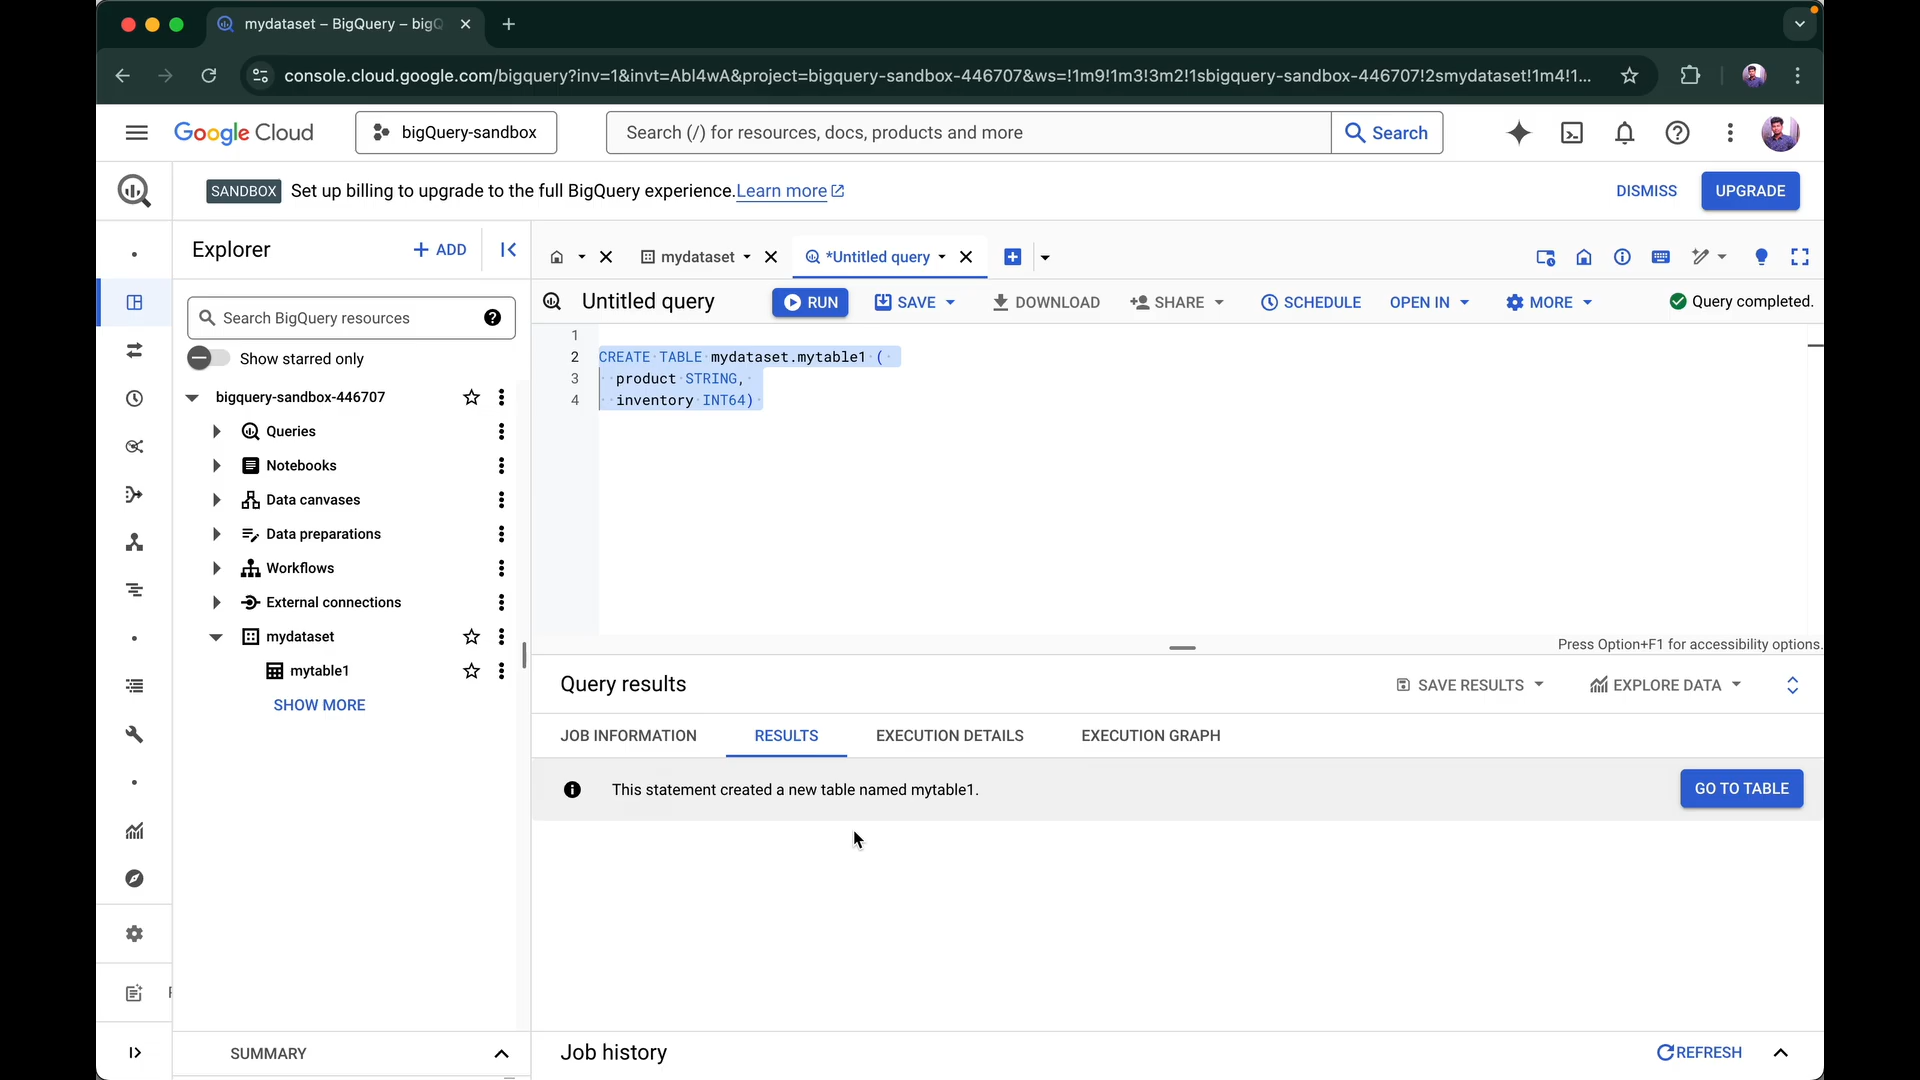 mydataset – BigQuery – bigQ
console.cloud.google.com/bigquery?inv=1&invt=Abl4wA&project=bigquery-sandbox-446707&ws=!1m9!1m3!3m2!1sbigquery-sandbox-446707!2smydataset!1m4!1...
Google Cloud
bigQuery-sandbox
Search (/) for resources, docs, products and more
Search
SANDBOX Set up billing to upgrade to the full BigQuery experience. Learn more
DISMISS
UPGRADE
Explorer
+ ADD
mydataset
*Untitled query
Untitled query
RUN
SAVE
DOWNLOAD
SHARE
SCHEDULE
OPEN IN
MORE
Query completed.
Search BigQuery resources
Show starred only
bigquery-sandbox-446707
Queries
Notebooks
Data canvases
Data preparations
Workflows
External connections
mydataset
mytable1
SHOW MORE
SUMMARY
1
2 CREATE TABLE mydataset.mytable1 (
3 product STRING,
4 inventory INT64)
Press Option+F1 for accessibility options.
Query results
SAVE RESULTS
EXPLORE DATA
JOB INFORMATION
RESULTS
EXECUTION DETAILS
EXECUTION GRAPH
This statement created a new table named mytable1.
GO TO TABLE
Job history
REFRESH